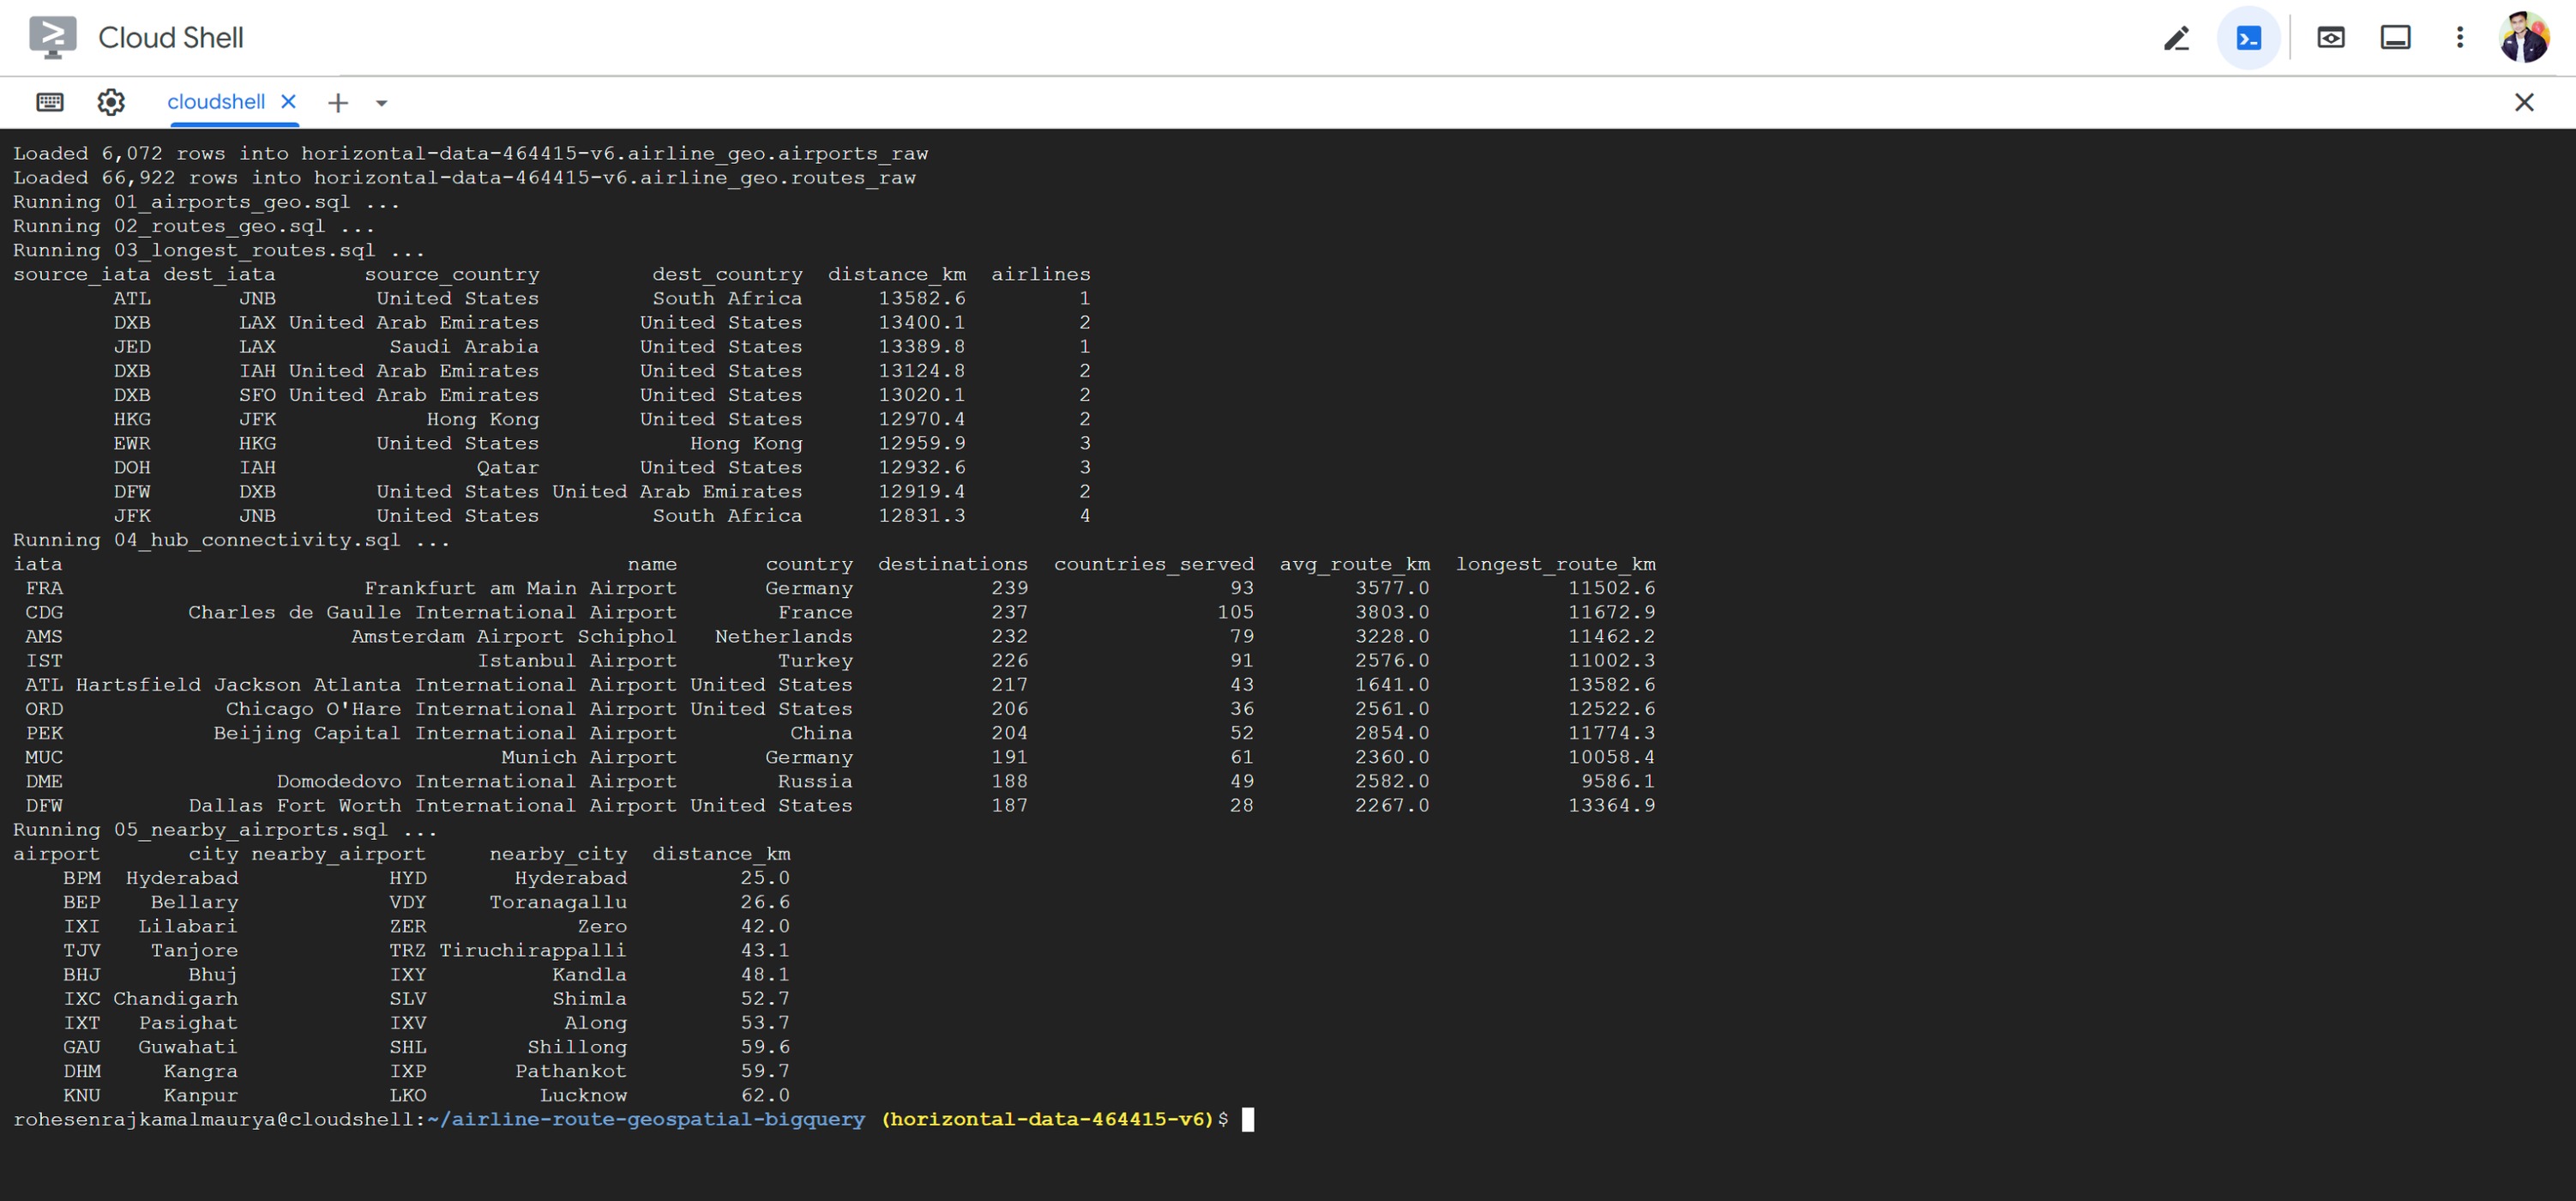 Cloud Shell
cloudshell
Loaded 6,072 rows into horizontal-data-464415-v6.airline_geo.airports_raw
Loaded 66,922 rows into horizontal-data-464415-v6.airline_geo.routes_raw
Running 01_airports_geo.sql ...
Running 02_routes_geo.sql ...
Running 03_longest_routes.sql ...
source_iata dest_iata source_country dest_country distance_km airlines
ATL JNB United States South Africa 13582.6 1
DXB LAX United Arab Emirates United States 13400.1 2
JED LAX Saudi Arabia United States 13389.8 1
DXB IAH United Arab Emirates United States 13124.8 2
DXB SFO United Arab Emirates United States 13020.1 2
HKG JFK Hong Kong United States 12970.4 2
EWR HKG United States Hong Kong 12959.9 3
DOH IAH Qatar United States 12932.6 3
DFW DXB United States United Arab Emirates 12919.4 2
JFK JNB United States South Africa 12831.3 4
Running 04_hub_connectivity.sql ...
iata name country destinations countries_served avg_route_km longest_route_km
FRA Frankfurt am Main Airport Germany 239 93 3577.0 11502.6
CDG Charles de Gaulle International Airport France 237 105 3803.0 11672.9
AMS Amsterdam Airport Schiphol Netherlands 232 79 3228.0 11462.2
IST Istanbul Airport Turkey 226 91 2576.0 11002.3
ATL Hartsfield Jackson Atlanta International Airport United States 217 43 1641.0 13582.6
ORD Chicago O'Hare International Airport United States 206 36 2561.0 12522.6
PEK Beijing Capital International Airport China 204 52 2854.0 11774.3
MUC Munich Airport Germany 191 61 2360.0 10058.4
DME Domodedovo International Airport Russia 188 49 2582.0 9586.1
DFW Dallas Fort Worth International Airport United States 187 28 2267.0 13364.9
Running 05_nearby_airports.sql ...
airport city nearby_airport nearby_city distance_km
BPM Hyderabad HYD Hyderabad 25.0
BEP Bellary VDY Toranagallu 26.6
IXI Lilabari ZER Zero 42.0
TJV Tanjore TRZ Tiruchirappalli 43.1
BHJ Bhuj IXY Kandla 48.1
IXC Chandigarh SLV Shimla 52.7
IXT Pasighat IXV Along 53.7
GAU Guwahati SHL Shillong 59.6
DHM Kangra IXP Pathankot 59.7
KNU Kanpur LKO Lucknow 62.0
rohesenrajkamalmaurya@cloudshell:~/airline-route-geospatial-bigquery (horizontal-data-464415-v6)$